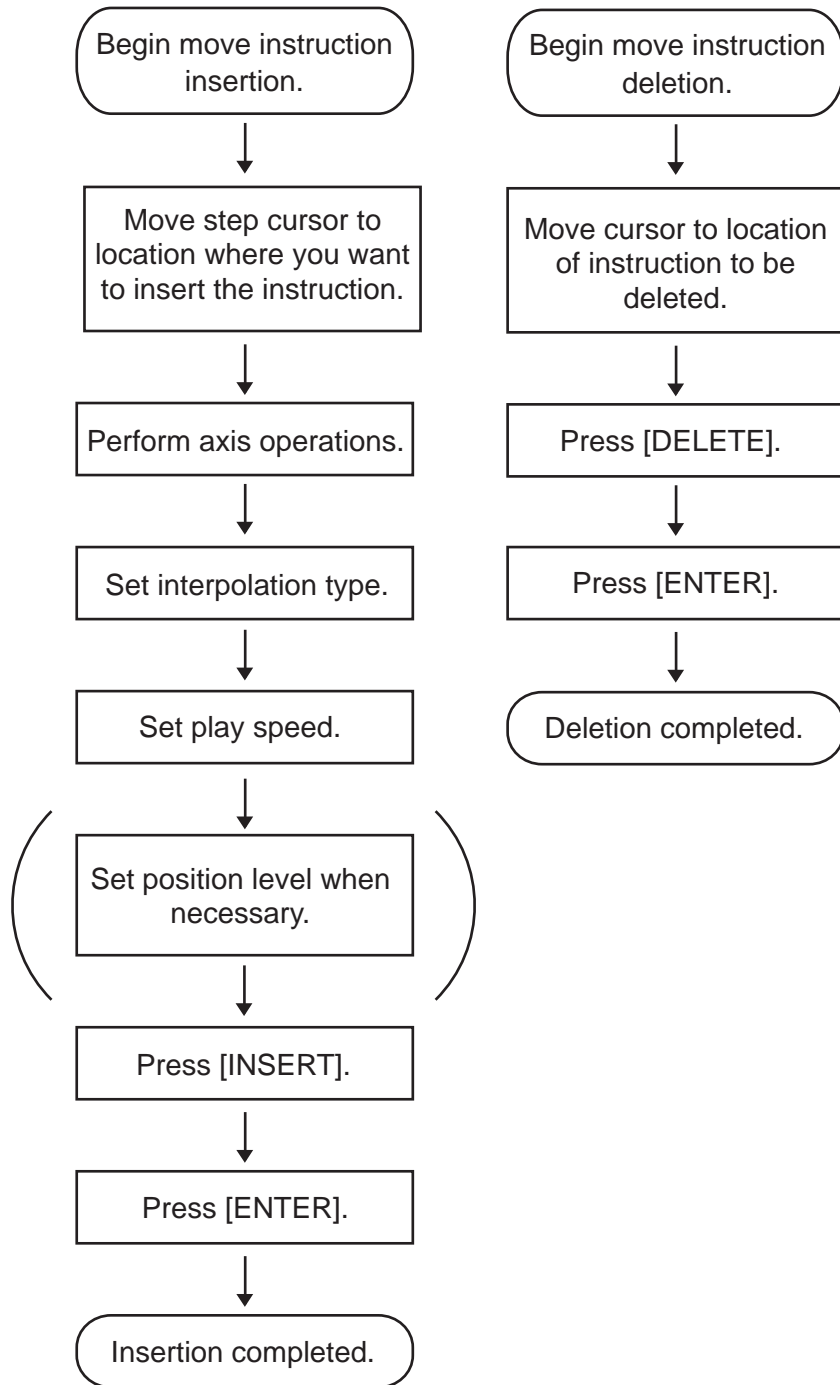 Begin move instruction
insertion.
Move step cursor to
location where you want
to insert the instruction.
Perform axis operations.
Set interpolation type.
Set play speed.
Set position level when
necessary.
Press [INSERT].
Press [ENTER].
Insertion completed.
Begin move instruction
deletion.
Move cursor to location
of instruction to be
deleted.
Press [DELETE].
Press [ENTER].
Deletion completed.